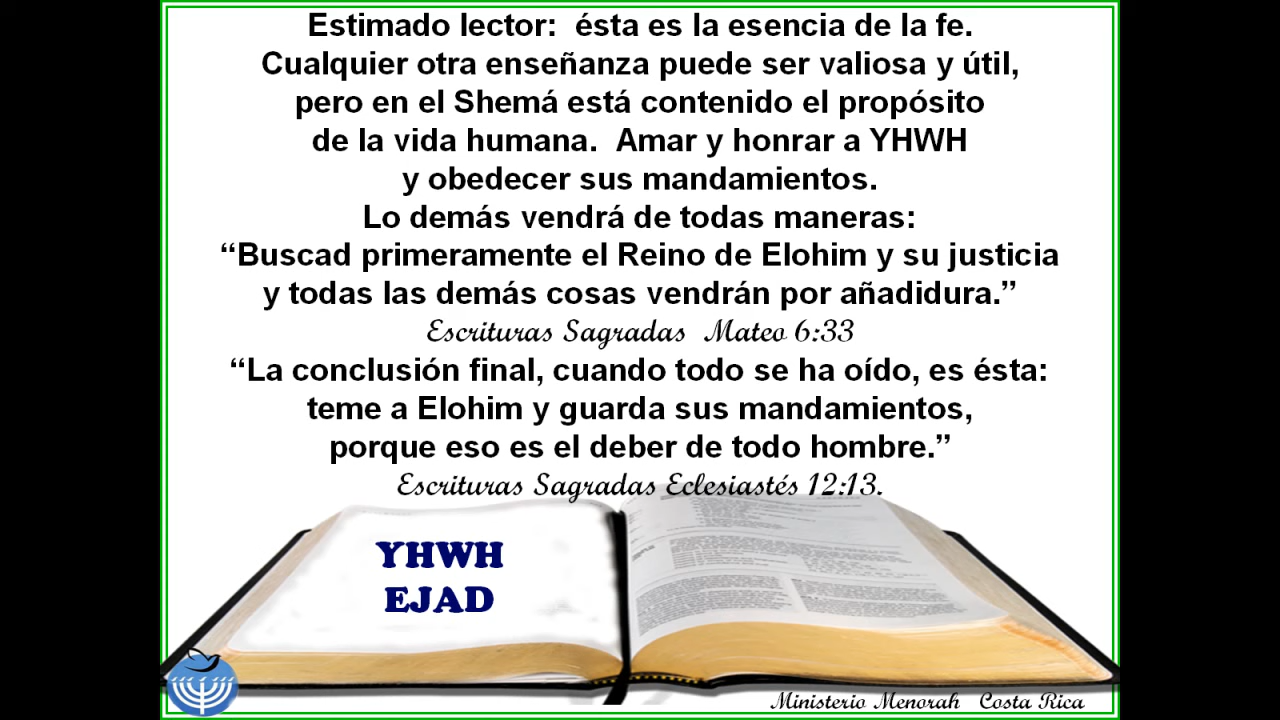 Estimado lector:  ésta es la esencia de la fe.
Cualquier otra enseñanza puede ser valiosa y útil,
pero en el Shemá está contenido el propósito
de la vida humana.  Amar y honrar a YHWH
y obedecer sus mandamientos.
Lo demás vendrá de todas maneras:
“Buscad primeramente el Reino de Elohim y su justicia
y todas las demás cosas vendrán por añadidura.”
Escrituras Sagradas  Mateo 6:33
“La conclusión final, cuando todo se ha oído, es ésta:
teme a Elohim y guarda sus mandamientos,
porque eso es el deber de todo hombre.”
Escrituras Sagradas Eclesiastés 12:13.
YHWH
EJAD
Ministerio Menorah  Costa Rica